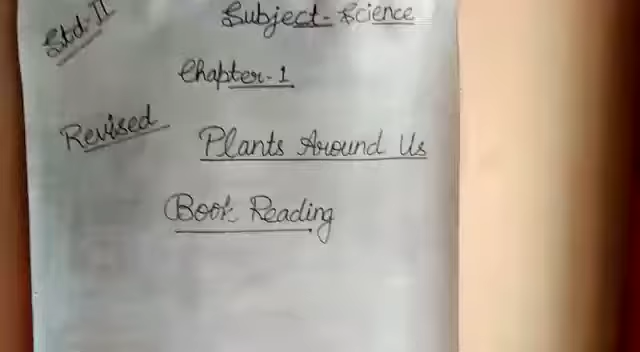 Std-II
Subject-Science
Chapter-1
Revised
Plants Around Us
Book Reading